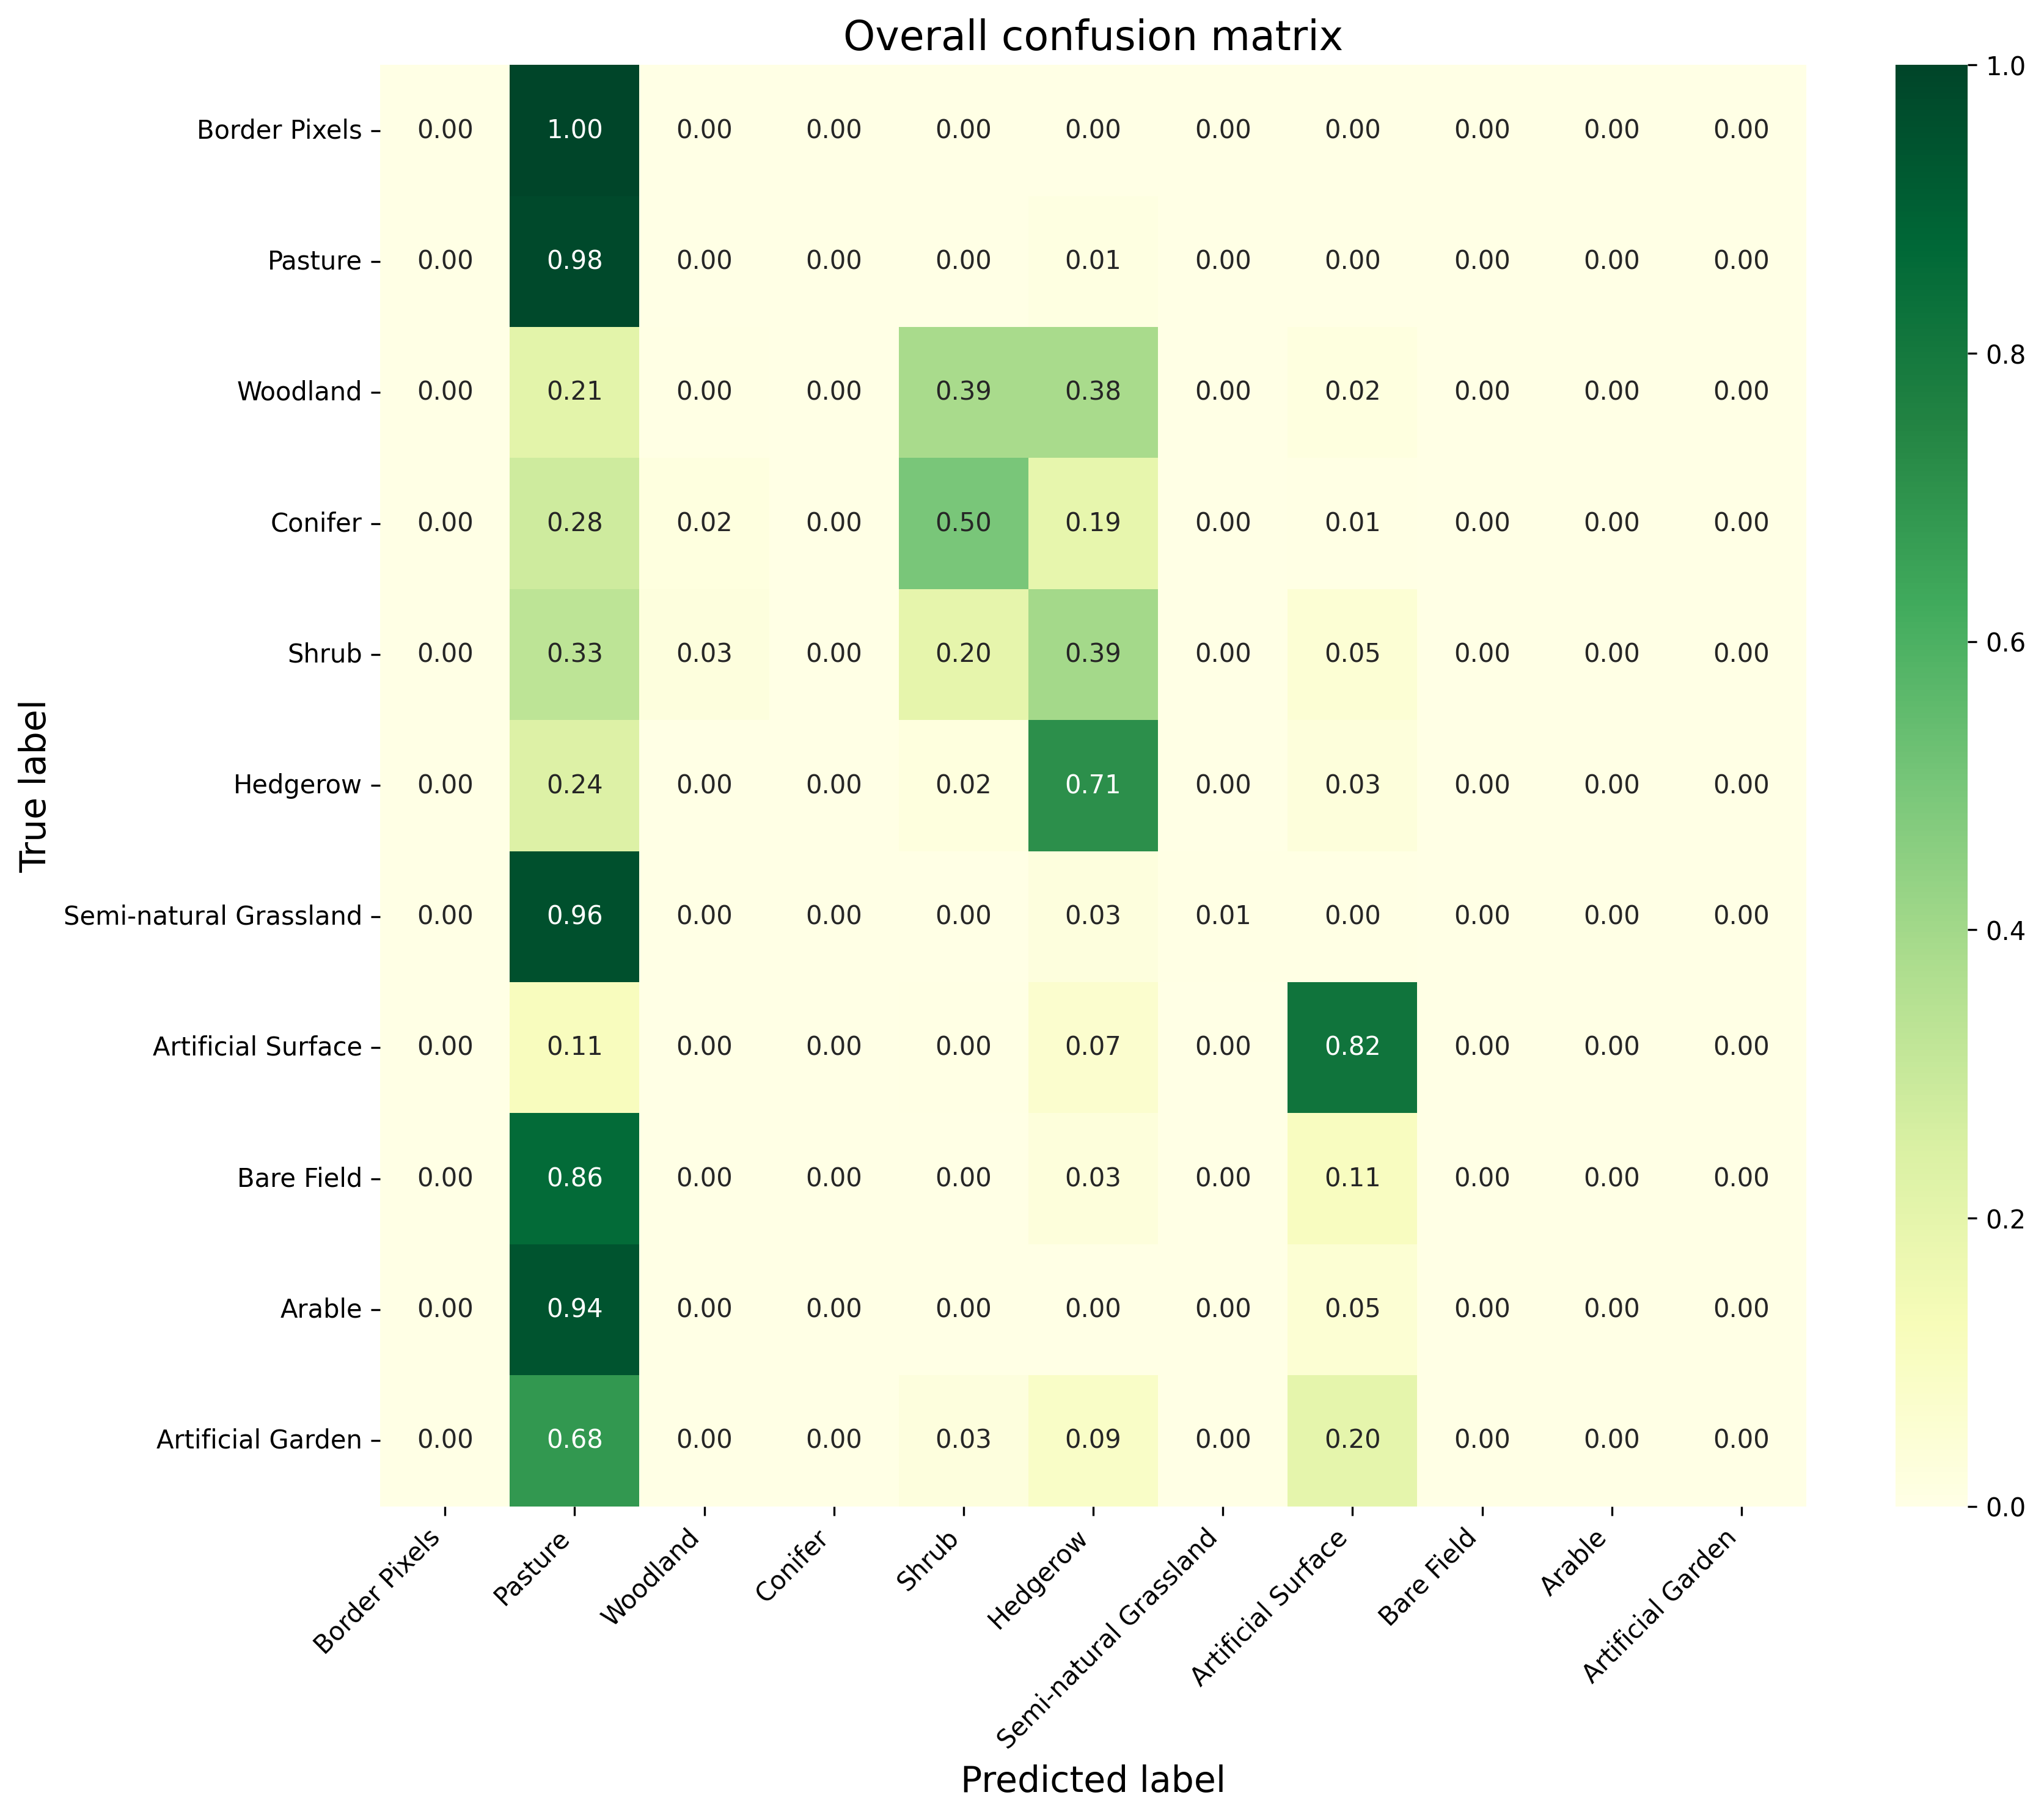 Overall confusion matrix
True label
Border Pixels 0.00 1.00 0.00 0.00 0.00 0.00 0.00 0.00 0.00 0.00 0.00
Pasture 0.00 0.98 0.00 0.00 0.00 0.01 0.00 0.00 0.00 0.00 0.00
Woodland 0.00 0.21 0.00 0.00 0.39 0.38 0.00 0.02 0.00 0.00 0.00
Conifer 0.00 0.28 0.02 0.00 0.50 0.19 0.00 0.01 0.00 0.00 0.00
Shrub 0.00 0.33 0.03 0.00 0.20 0.39 0.00 0.05 0.00 0.00 0.00
Hedgerow 0.00 0.24 0.00 0.00 0.02 0.71 0.00 0.03 0.00 0.00 0.00
Semi-natural Grassland 0.00 0.96 0.00 0.00 0.00 0.03 0.01 0.00 0.00 0.00 0.00
Artificial Surface 0.00 0.11 0.00 0.00 0.00 0.07 0.00 0.82 0.00 0.00 0.00
Bare Field 0.00 0.86 0.00 0.00 0.00 0.03 0.00 0.11 0.00 0.00 0.00
Arable 0.00 0.94 0.00 0.00 0.00 0.00 0.00 0.05 0.00 0.00 0.00
Artificial Garden 0.00 0.68 0.00 0.00 0.03 0.09 0.00 0.20 0.00 0.00 0.00
Border Pixels
Pasture
Woodland
Conifer
Shrub
Hedgerow
Semi-natural Grassland
Artificial Surface
Bare Field
Arable
Artificial Garden
Predicted label
1.0
0.8
0.6
0.4
0.2
0.0